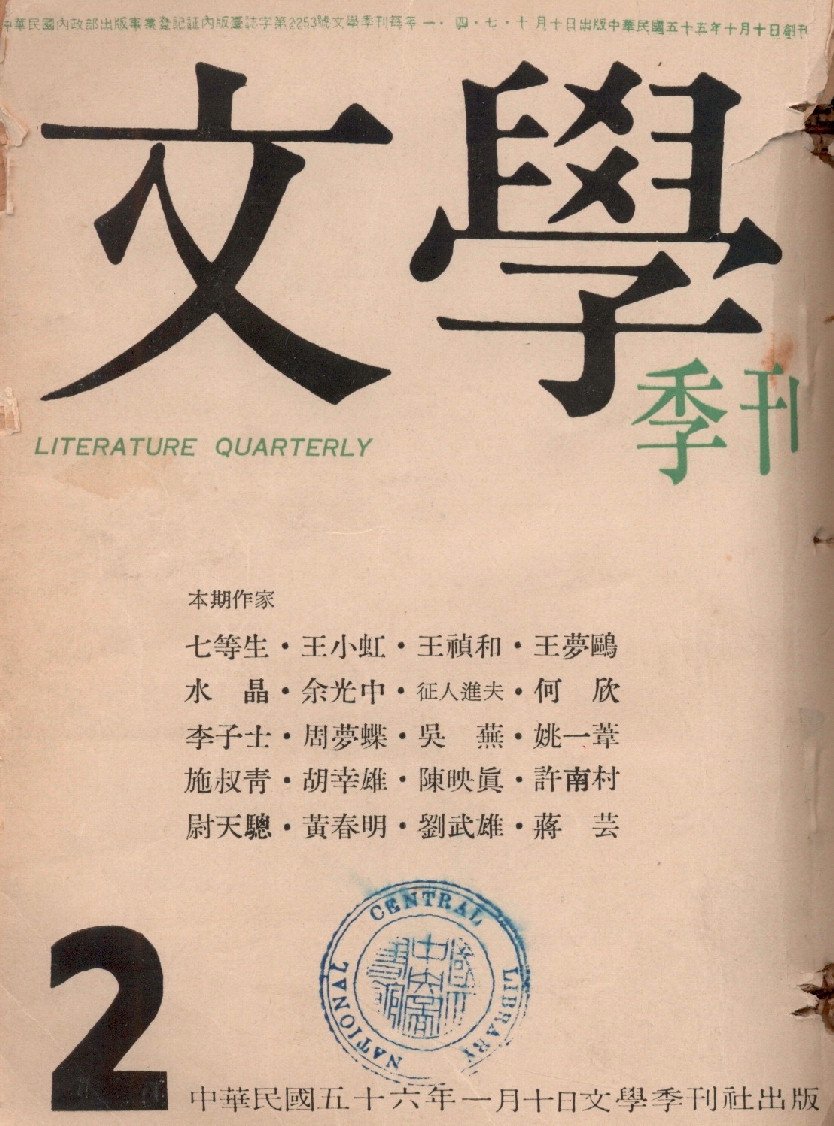 中華民國內政部出版事業登記証內版臺誌字第2253號文學季刊每年一·四·七·十月十日出版中華民國五十五年十月十日創刊
文學
季刊
LITERATURE QUARTERLY
本期作家
七等生·王小虹·王禎和·王夢鷗
水 晶·余光中·征人進夫·何 欣
李子士·周夢蝶·吳 燕·姚一葦
施叔靑·胡幸雄·陳映眞·許南村
尉天驄·黃春明·劉武雄·蔣 芸
NATIONAL CENTRAL LIBRARY
2
中華民國五十六年一月十日文學季刊社出版